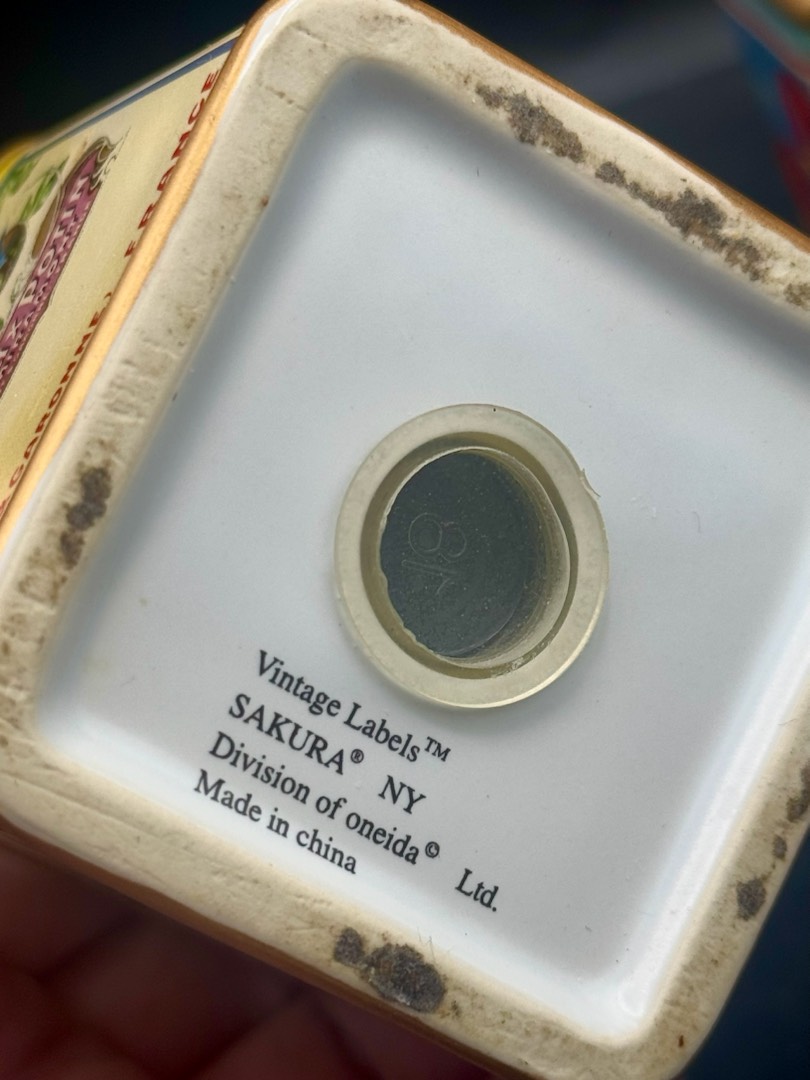 Vintage Labels™
SAKURA® NY
Division of oneida© Ltd.
Made in china
FRANCE